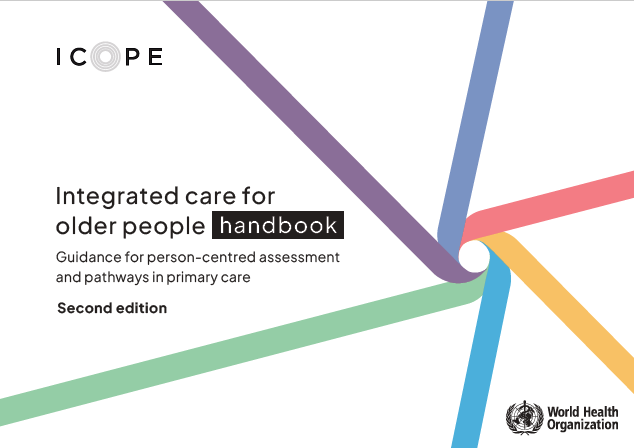 ICOPE
Integrated care for
older people handbook
Guidance for person-centred assessment
and pathways in primary care
Second edition
World Health
Organization